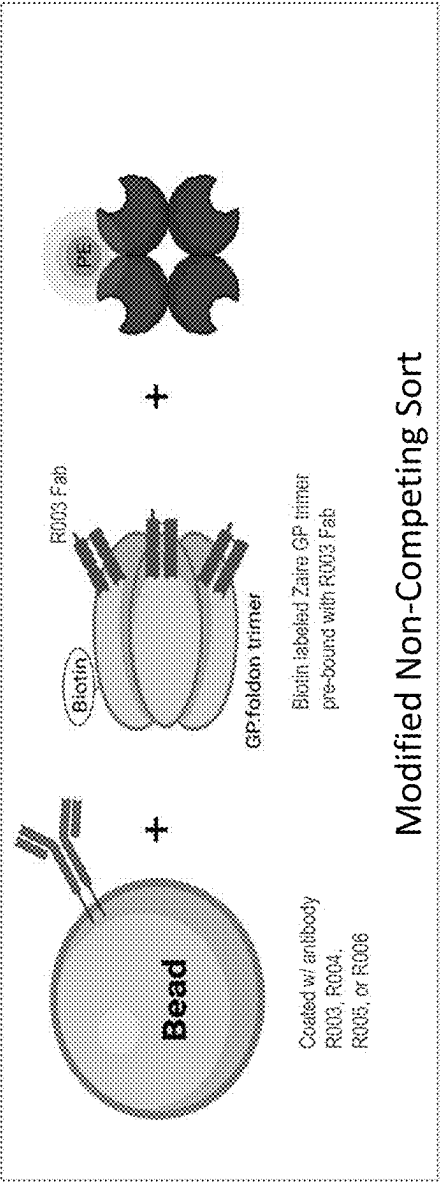 Bead
Coated w/ antibody
R003, R004,
R005, or R006
+
Biotin
R003 Fab
GP:foldon trimer
Biotin labeled Zaire GP trimer
pre-bound with R003 Fab
+
PE
Modified Non-Competing Sort